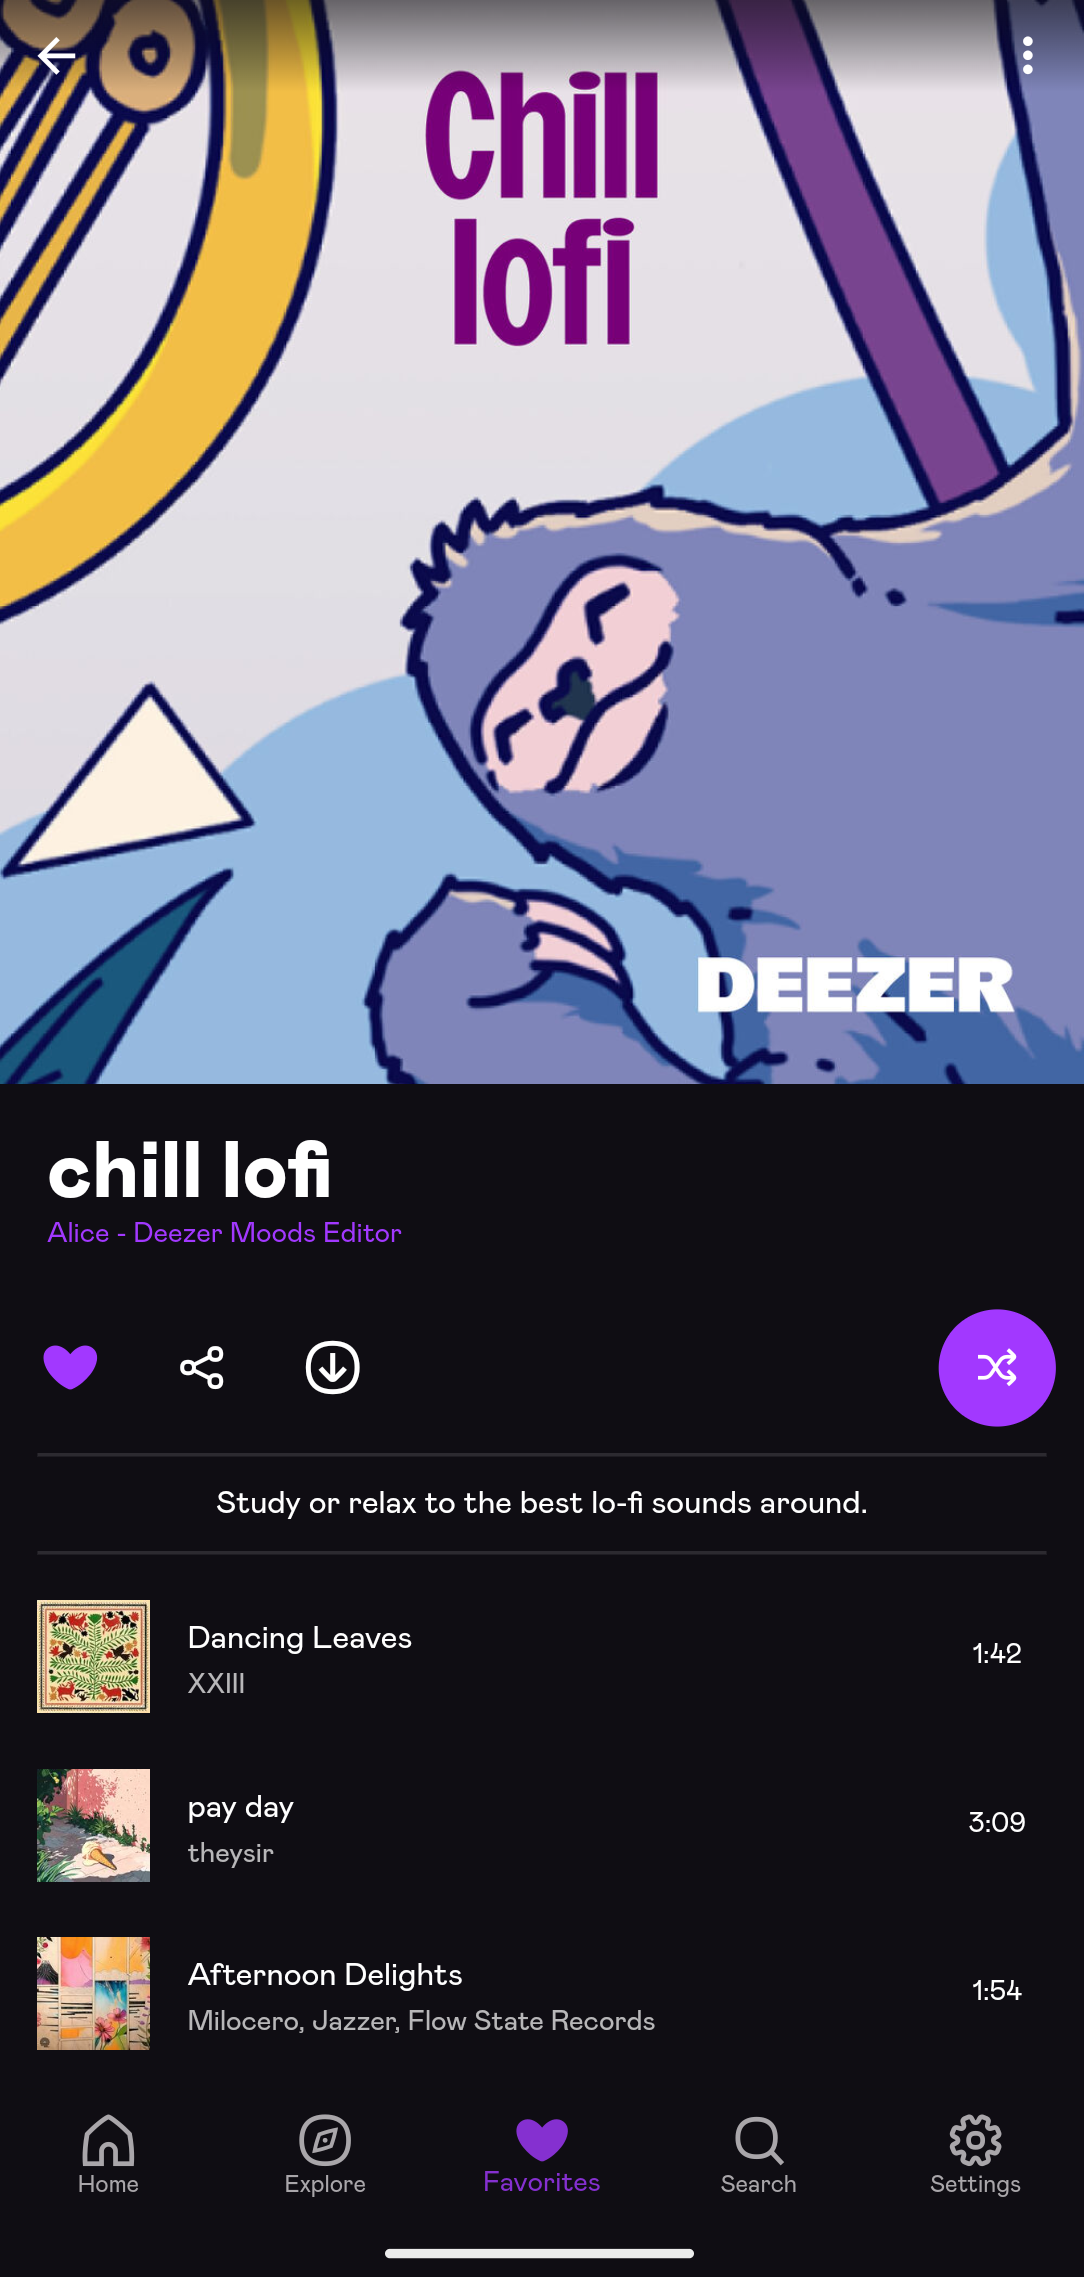 Chill
lofi
DEEZER
chill lofi
Alice - Deezer Moods Editor
Study or relax to the best lo-fi sounds around.
Dancing Leaves
XXIII
1:42
pay day
theysir
3:09
Afternoon Delights
Milocero, Jazzer, Flow State Records
1:54
Home
Explore
Favorites
Search
Settings